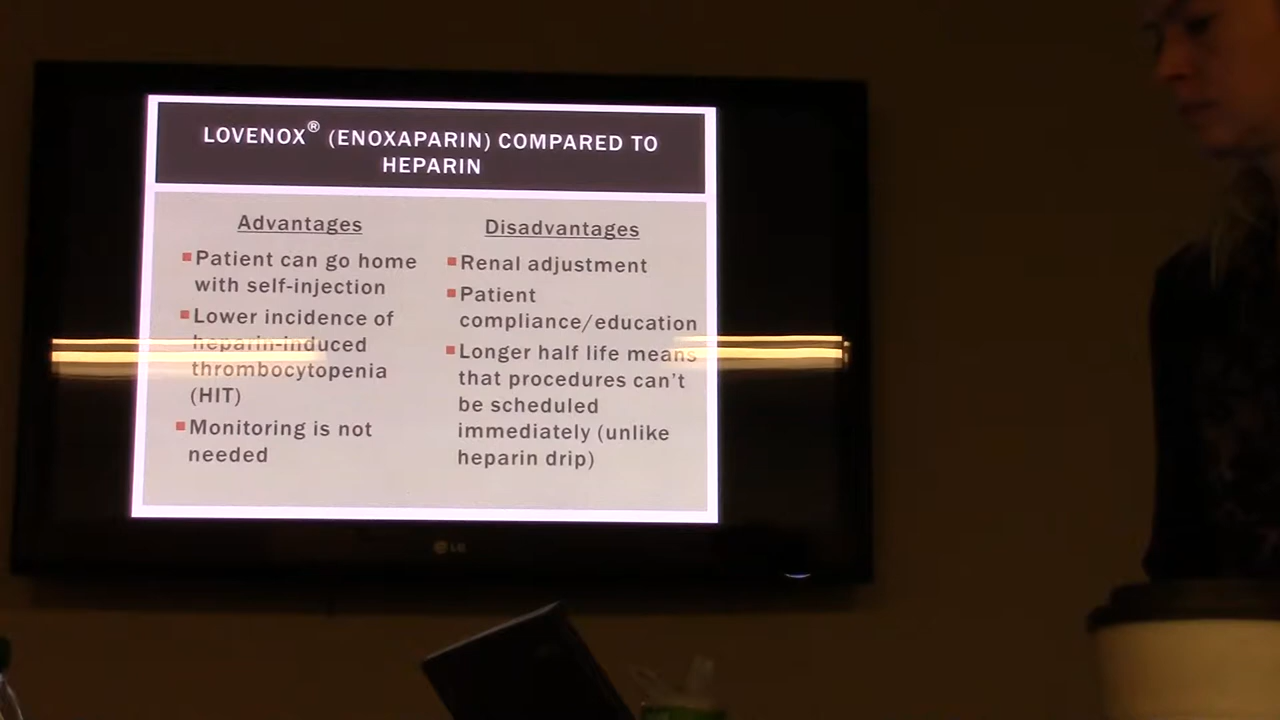 LOVENOX® (ENOXAPARIN) COMPARED TO
HEPARIN
Advantages
▪Patient can go home
with self-injection
▪Lower incidence of
heparin-induced
thrombocytopenia
(HIT)
▪Monitoring is not
needed
Disadvantages
▪Renal adjustment
▪Patient
compliance/education
▪Longer half life means
that procedures can't
be scheduled
immediately (unlike
heparin drip)
LG